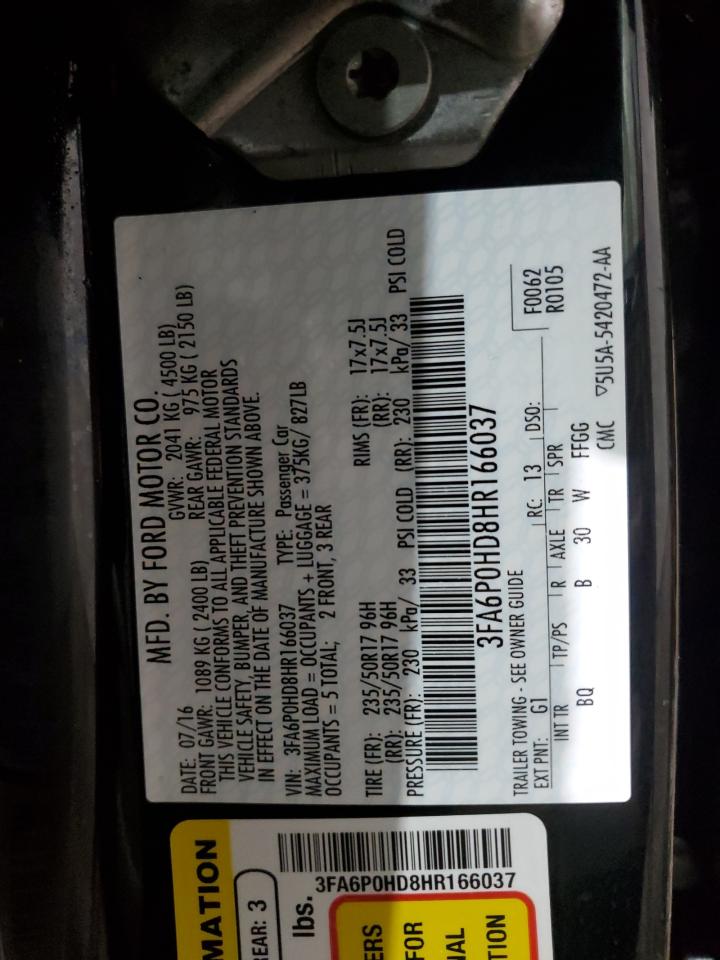 MFD. BY FORD MOTOR CO.
DATE: 07/16 GVWR: 2041 KG ( 4500 LB)
FRONT GAWR: 1089 KG ( 2400 LB) REAR GAWR: 975 KG ( 2150 LB)
THIS VEHICLE CONFORMS TO ALL APPLICABLE FEDERAL MOTOR
VEHICLE SAFETY, BUMPER, AND THEFT PREVENTION STANDARDS
IN EFFECT ON THE DATE OF MANUFACTURE SHOWN ABOVE.
VIN: 3FA6P0HD8HR166037 TYPE: Passenger Car
MAXIMUM LOAD = OCCUPANTS + LUGGAGE = 375KG/ 827LB
OCCUPANTS = 5 TOTAL; 2 FRONT, 3 REAR
TIRE (FR): 235/50R17 96H RIMS (FR): 17x7.5J
(RR): 235/50R17 96H (RR): 17x7.5J
PRESSURE (FR): 230 kPa/ 33 PSI COLD (RR): 230 kPa/ 33 PSI COLD
3FA6P0HD8HR166037
TRAILER TOWING - SEE OWNER GUIDE
F0062
EXT PNT: G1 RC: 13 DSO: R0105
INT TR TP/PS R AXLE TR SPR
BQ B 30 W FFGG
CMC ▽5U5A-5420472-AA
MATION
REAR: 3
lbs.
3FA6P0HD8HR166037
ERS
FOR
NAL
TION